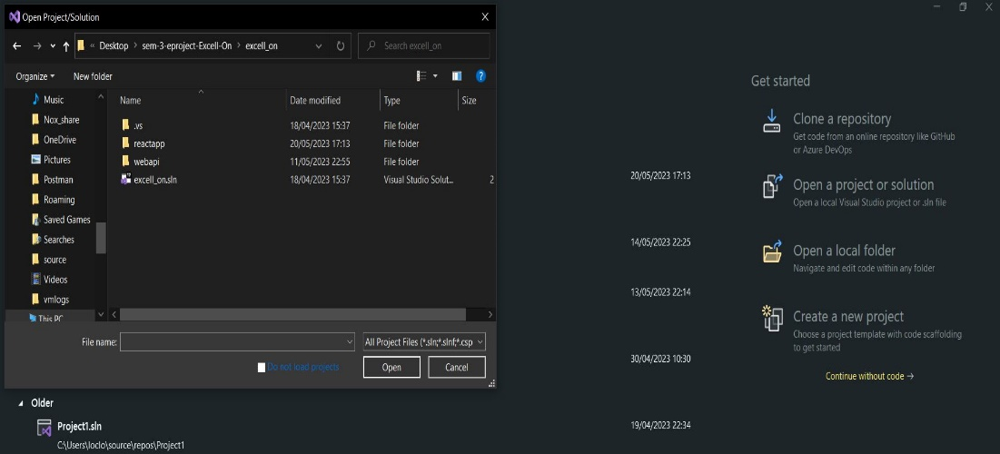 Open Project/Solution
« Desktop › sem-3-eproject-Excell-On › excell_on
Search excell_on
Organize
New folder
Music
Nox_share
OneDrive
Pictures
Postman
Roaming
Saved Games
Searches
source
Videos
vmlogs
This PC
Name Date modified Type Size
.vs 18/04/2023 15:37 File folder
reactapp 20/05/2023 17:13 File folder
webapi 11/05/2023 22:55 File folder
excell_on.sln 18/04/2023 15:37 Visual Studio Solut... 2
File name:
All Project Files (*.sln;*.slnf;*.csp
Do not load projects
Open
Cancel
Older
Project1.sln
C:\Users\loclo\source\repos\Project1
20/05/2023 17:13
14/05/2023 22:25
13/05/2023 22:14
30/04/2023 10:30
19/04/2023 22:34
Get started
Clone a repository
Get code from an online repository like GitHub
or Azure DevOps
Open a project or solution
Open a local Visual Studio project or .sln file
Open a local folder
Navigate and edit code within any folder
Create a new project
Choose a project template with code scaffolding
to get started
Continue without code →